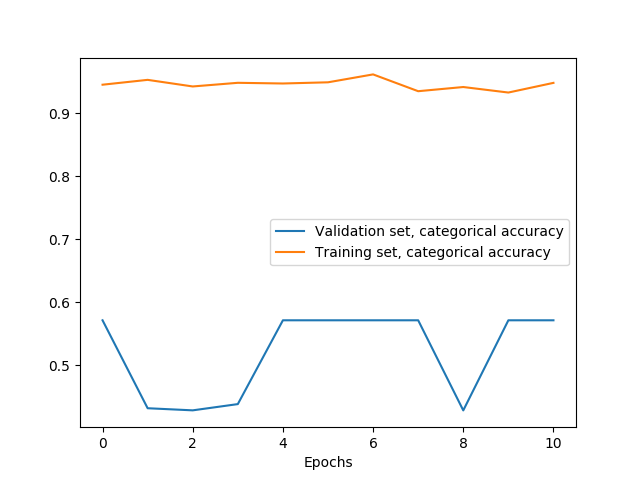 0.9
0.8
0.7
0.6
0.5
Validation set, categorical accuracy
Training set, categorical accuracy
0 2 4 6 8 10
Epochs